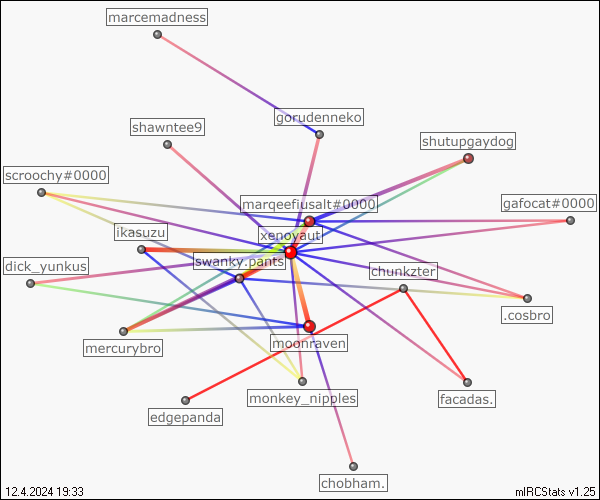 marcemadness
gorudenneko
shawntee9
shutupgaydog
scroochy#0000
marqeefiusalt#0000
gafocat#0000
ikasuzu
xenoyaut
swanky.pants
dick_yunkus
chunkzter
.cosbro
mercurybro
moonraven
monkey_nipples
facadas.
edgepanda
chobham.
12.4.2024 19:33
mIRCStats v1.25